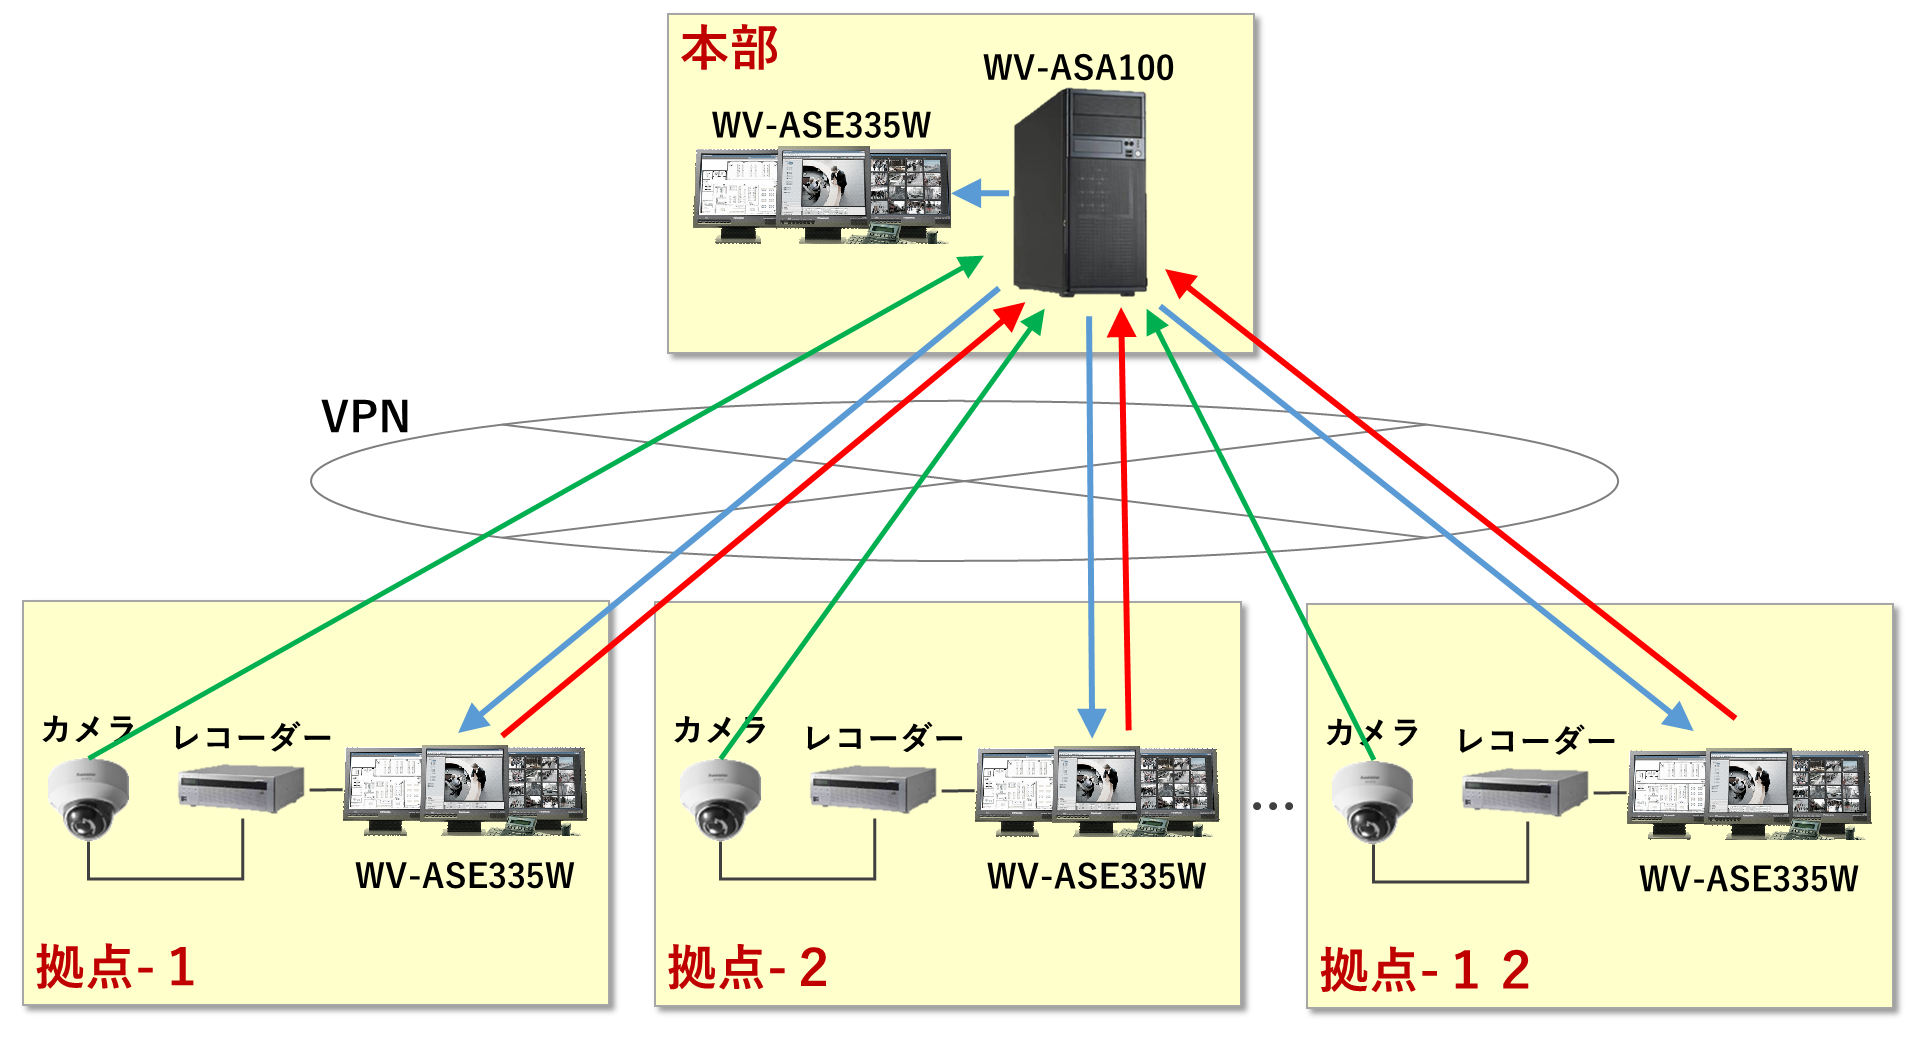 本部
WV-ASA100
WV-ASE335W
VPN
カメラ
レコーダー
WV-ASE335W
拠点-１
カメラ
レコーダー
WV-ASE335W
拠点-２
…
カメラ
レコーダー
WV-ASE335W
拠点-１２